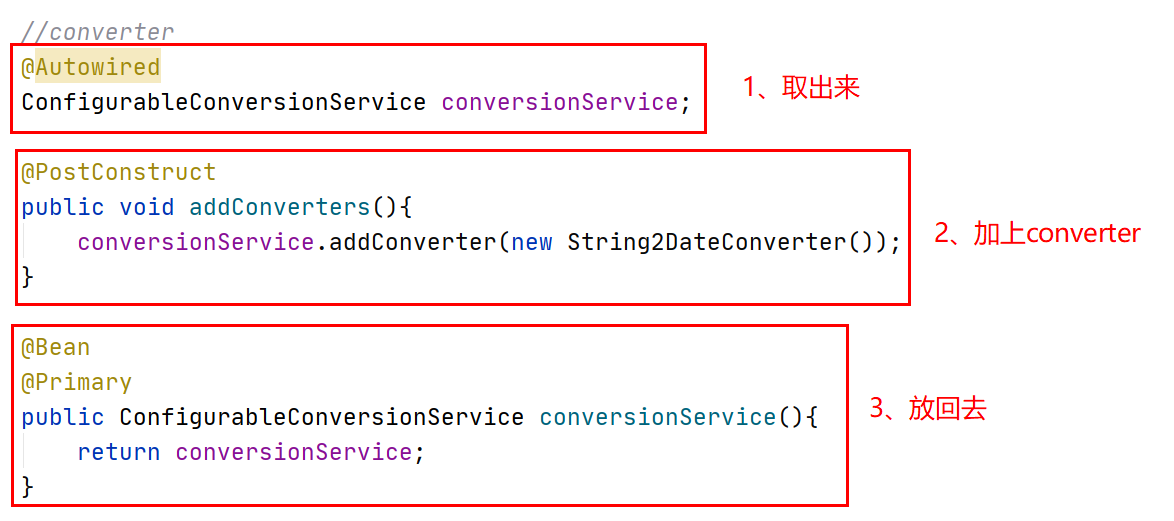 //converter
@Autowired
ConfigurableConversionService conversionService;
1、取出来
@PostConstruct
public void addConverters(){
conversionService.addConverter(new String2DateConverter());
}
2、加上converter
@Bean
@Primary
public ConfigurableConversionService conversionService(){
return conversionService;
}
3、放回去